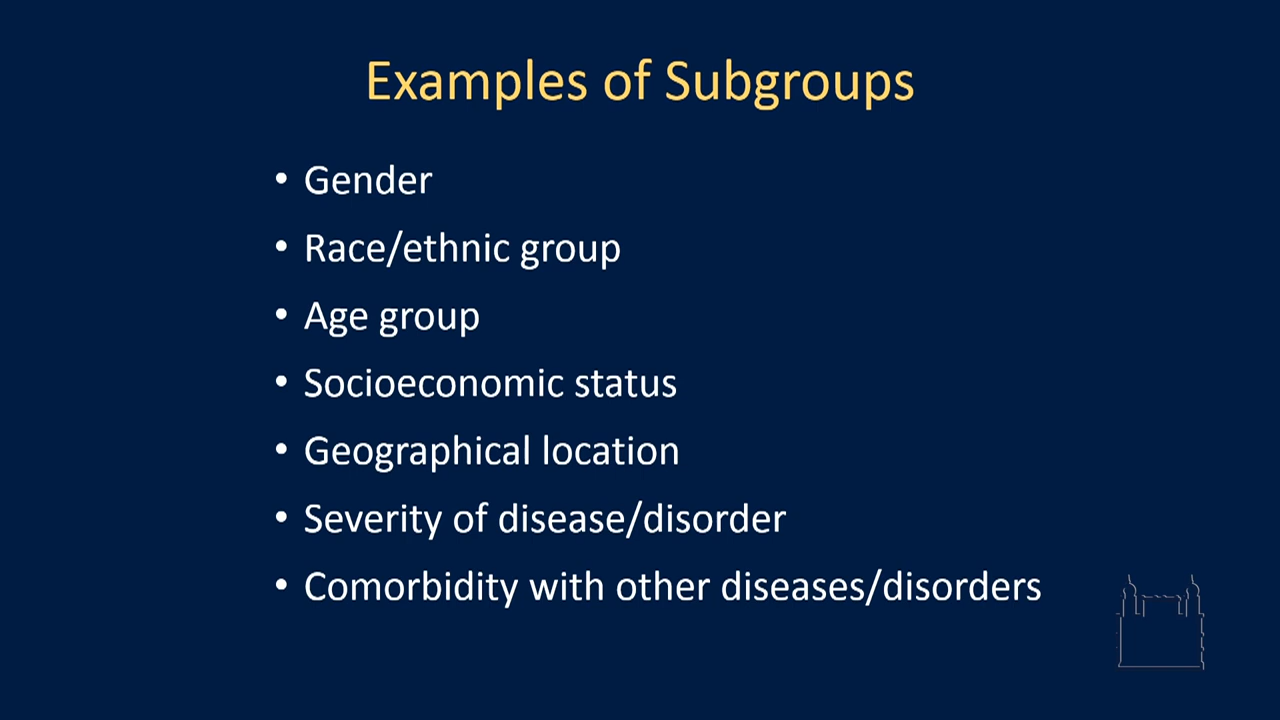 Examples of Subgroups
• Gender
• Race/ethnic group
• Age group
• Socioeconomic status
• Geographical location
• Severity of disease/disorder
• Comorbidity with other diseases/disorders